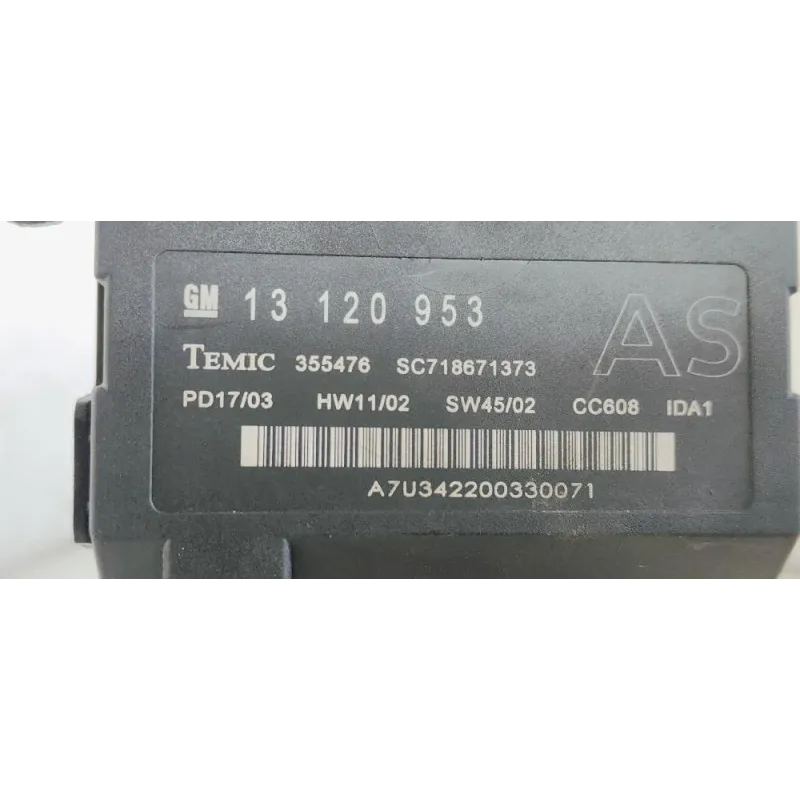 GM 13 120 953 AS
TEMIC 355476 SC718671373
PD17/03 HW11/02 SW45/02 CC608 IDA1
A7U342200330071